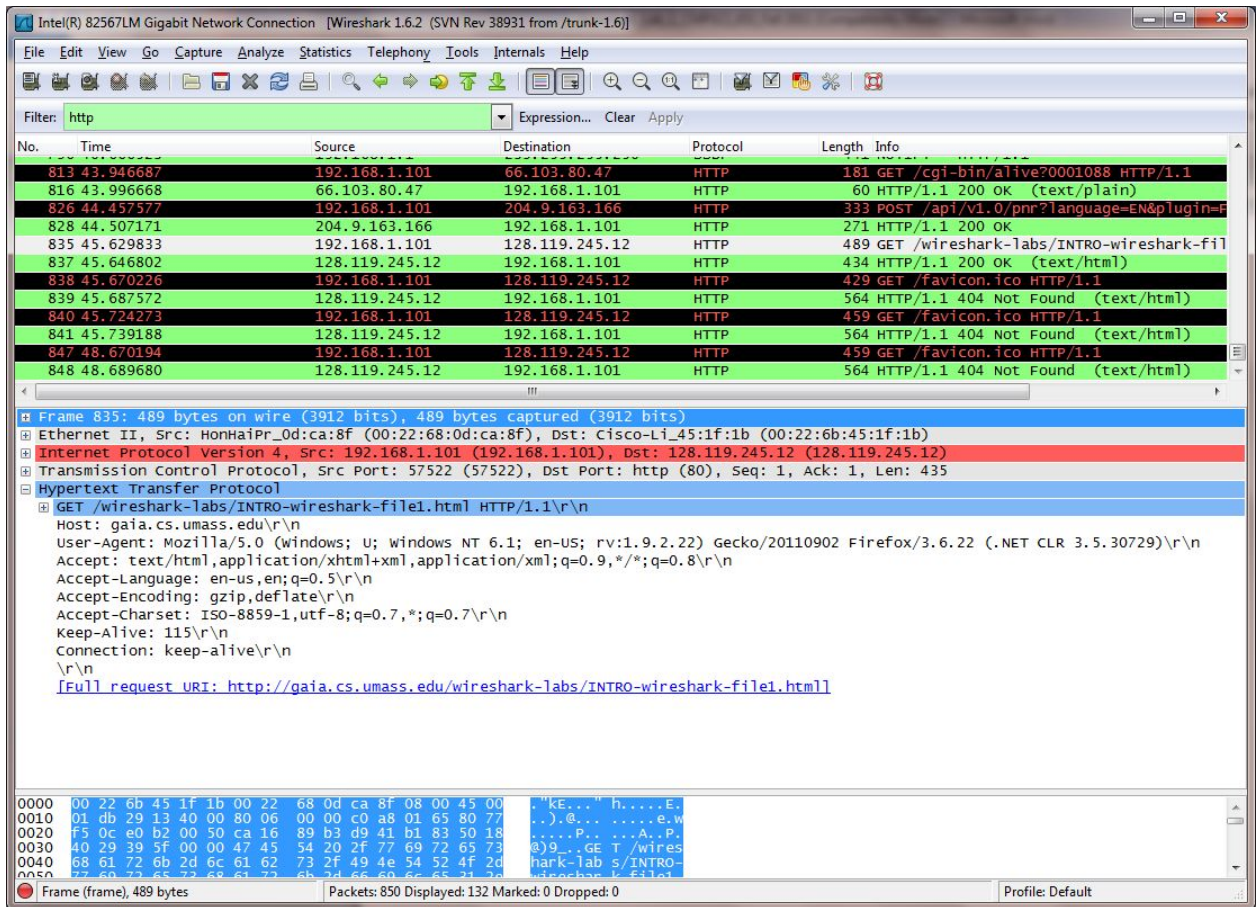 Intel(R) 82567LM Gigabit Network Connection [Wireshark 1.6.2 (SVN Rev 38931 from /trunk-1.6)]
File Edit View Go Capture Analyze Statistics Telephony Tools Internals Help
Filter: http Expression... Clear Apply
No. Time Source Destination Protocol Length Info
813 43.946687 192.168.1.101 66.103.80.47 HTTP 181 GET /cgi-bin/alive?0001088 HTTP/1.1
816 43.996668 66.103.80.47 192.168.1.101 HTTP 60 HTTP/1.1 200 OK (text/plain)
826 44.457577 192.168.1.101 204.9.163.166 HTTP 333 POST /api/v1.0/pnr?language=EN&plugin=F
828 44.507171 204.9.163.166 192.168.1.101 HTTP 271 HTTP/1.1 200 OK
835 45.629833 192.168.1.101 128.119.245.12 HTTP 489 GET /wireshark-labs/INTRO-wireshark-fil
837 45.646802 128.119.245.12 192.168.1.101 HTTP 434 HTTP/1.1 200 OK (text/html)
838 45.670226 192.168.1.101 128.119.245.12 HTTP 429 GET /favicon.ico HTTP/1.1
839 45.687572 128.119.245.12 192.168.1.101 HTTP 564 HTTP/1.1 404 Not Found (text/html)
840 45.724273 192.168.1.101 128.119.245.12 HTTP 459 GET /favicon.ico HTTP/1.1
841 45.739188 128.119.245.12 192.168.1.101 HTTP 564 HTTP/1.1 404 Not Found (text/html)
847 48.670194 192.168.1.101 128.119.245.12 HTTP 459 GET /favicon.ico HTTP/1.1
848 48.689680 128.119.245.12 192.168.1.101 HTTP 564 HTTP/1.1 404 Not Found (text/html)
Frame 835: 489 bytes on wire (3912 bits), 489 bytes captured (3912 bits)
Ethernet II, Src: HonHaiPr_0d:ca:8f (00:22:68:0d:ca:8f), Dst: Cisco-Li_45:1f:1b (00:22:6b:45:1f:1b)
Internet Protocol Version 4, Src: 192.168.1.101 (192.168.1.101), Dst: 128.119.245.12 (128.119.245.12)
Transmission Control Protocol, Src Port: 57522 (57522), Dst Port: http (80), Seq: 1, Ack: 1, Len: 435
Hypertext Transfer Protocol
GET /wireshark-labs/INTRO-wireshark-file1.html HTTP/1.1\r\n
Host: gaia.cs.umass.edu\r\n
User-Agent: Mozilla/5.0 (Windows; U; Windows NT 6.1; en-US; rv:1.9.2.22) Gecko/20110902 Firefox/3.6.22 (.NET CLR 3.5.30729)\r\n
Accept: text/html,application/xhtml+xml,application/xml;q=0.9,*/*;q=0.8\r\n
Accept-Language: en-us,en;q=0.5\r\n
Accept-Encoding: gzip,deflate\r\n
Accept-Charset: ISO-8859-1,utf-8;q=0.7,*;q=0.7\r\n
Keep-Alive: 115\r\n
Connection: keep-alive\r\n
\r\n
[Full request URI: http://gaia.cs.umass.edu/wireshark-labs/INTRO-wireshark-file1.html]
0000 00 22 6b 45 1f 1b 00 22 68 0d ca 8f 08 00 45 00 ."kE..." h.....E.
0010 01 db 29 13 40 00 80 06 00 00 c0 a8 01 65 80 77 ..).@... .....e.w
0020 f5 0c e0 b2 00 50 ca 16 89 b3 d9 41 b1 83 50 18 .....P.. ...A..P.
0030 40 29 39 5f 00 00 47 45 54 20 2f 77 69 72 65 73 @)9_..GE T /wires
0040 68 61 72 6b 2d 6c 61 62 73 2f 49 4e 54 52 4f 2d hark-lab s/INTRO-
0050 77 69 72 65 73 68 61 72 6b 2d 66 69 6c 65 31 2e wireshar k-file1.
Frame (frame), 489 bytes Packets: 850 Displayed: 132 Marked: 0 Dropped: 0 Profile: Default